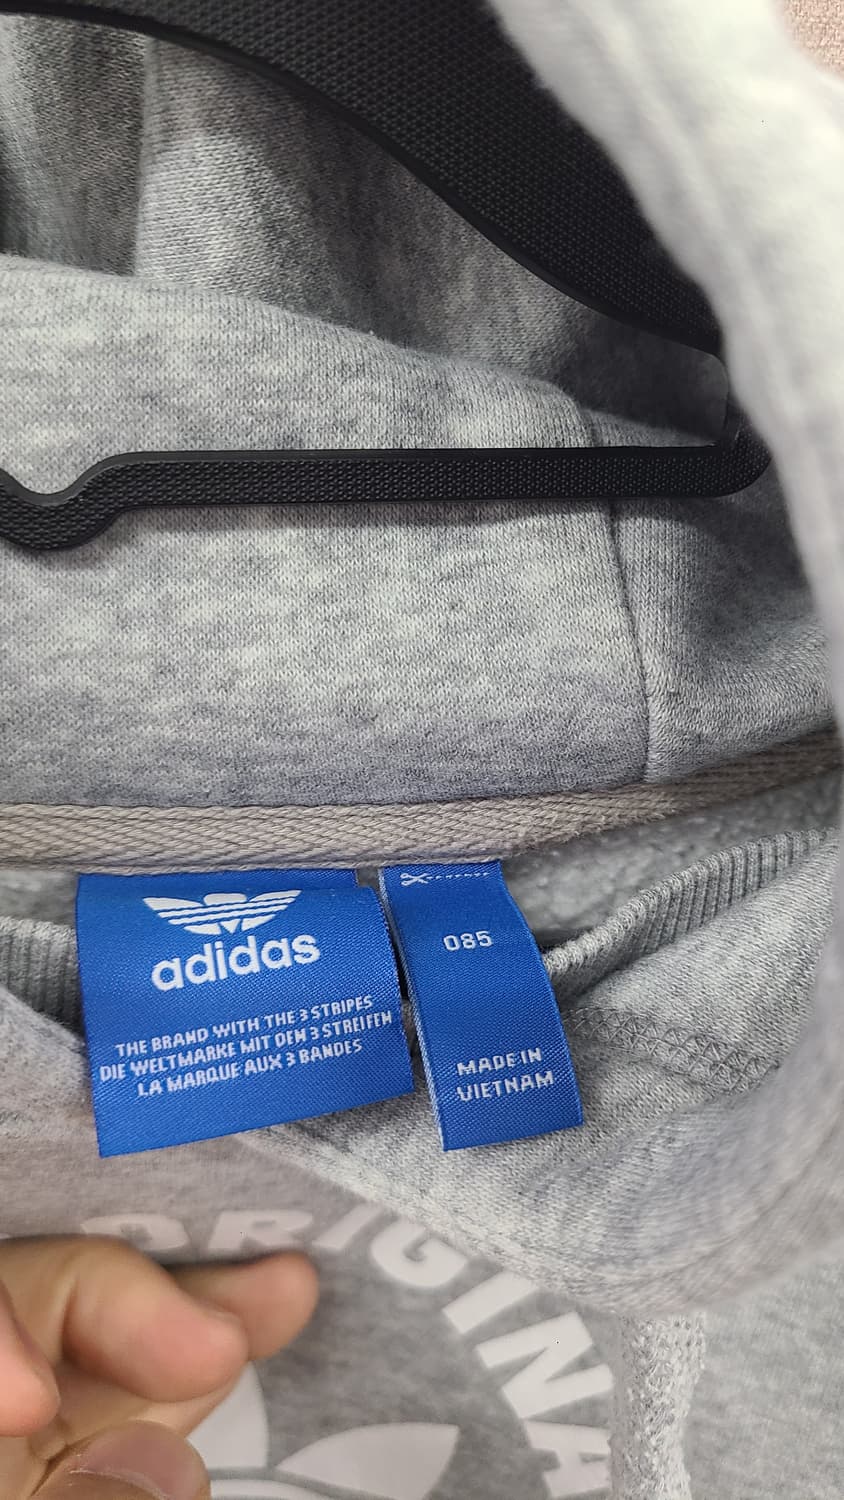 adidas
THE BRAND WITH THE 3 STRIPES
DIE WELTMARKE MIT DEN 3 STREIFEN
LA MARQUE AUX 3 BANDES
085
MADE IN
VIETNAM
ORIGINA